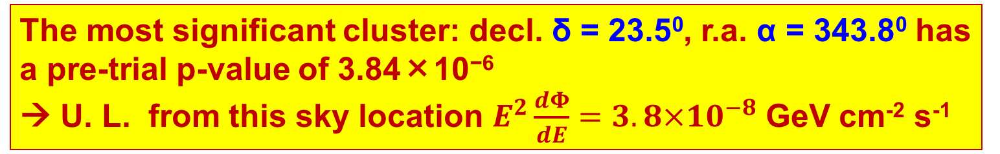 The most significant cluster: decl. δ = 23.5⁰, r.a. α = 343.8⁰ has
a pre-trial p-value of 3.84 × 10⁻⁶
→ U. L. from this sky location E² dΦ/dE = 3.8×10⁻⁸ GeV cm⁻² s⁻¹